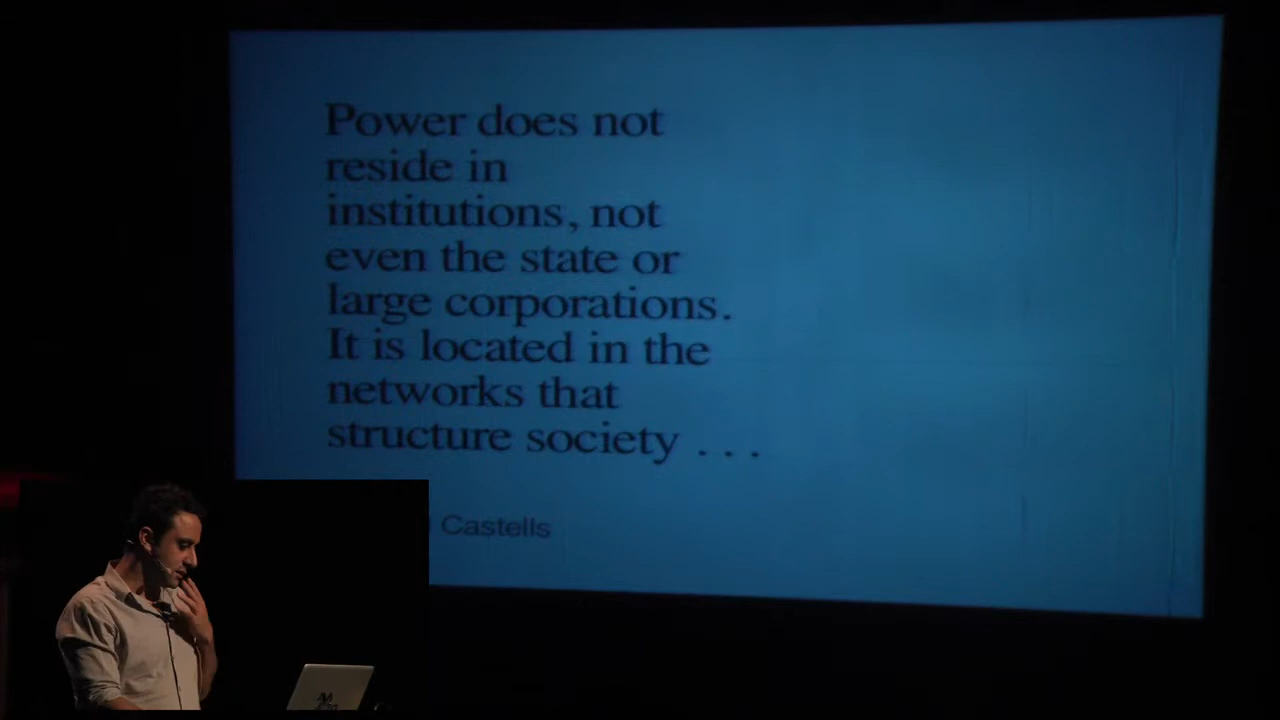 Power does not
reside in
institutions, not
even the state or
large corporations.
It is located in the
networks that
structure society . . .
Castells